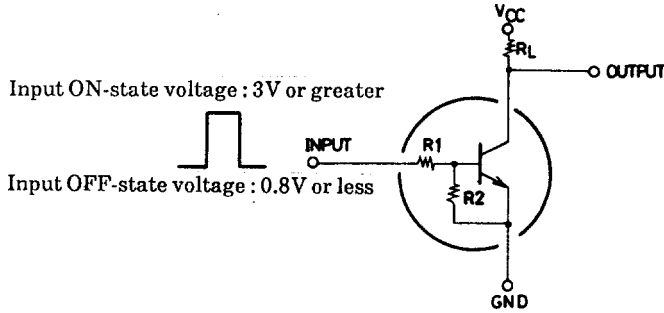 VCC
RL
OUTPUT
Input ON-state voltage : 3V or greater
INPUT
R1
Input OFF-state voltage : 0.8V or less
R2
GND